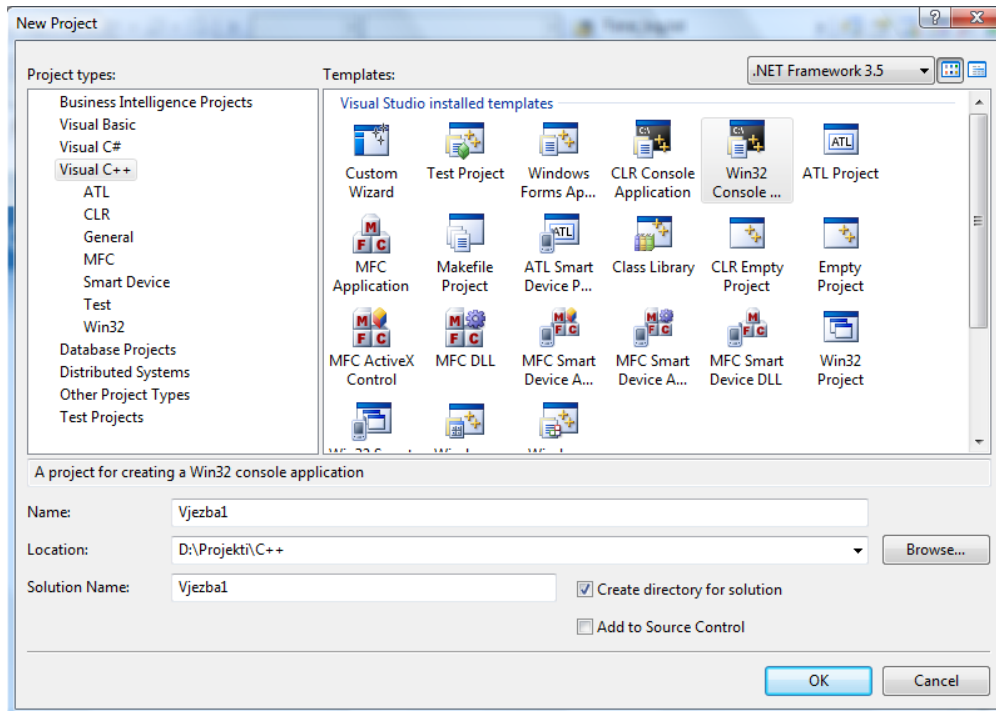 New Project
Project types:
Templates:
.NET Framework 3.5
Business Intelligence Projects
Visual Basic
Visual C#
Visual C++
ATL
CLR
General
MFC
Smart Device
Test
Win32
Database Projects
Distributed Systems
Other Project Types
Test Projects
Visual Studio installed templates
Custom
Wizard
Test Project
Windows
Forms Ap...
CLR Console
Application
Win32
Console ...
ATL Project
MFC
Application
Makefile
Project
ATL Smart
Device P...
Class Library
CLR Empty
Project
Empty
Project
MFC ActiveX
Control
MFC DLL
MFC Smart
Device A...
MFC Smart
Device A...
MFC Smart
Device DLL
Win32
Project
A project for creating a Win32 console application
Name:
Vjezba1
Location:
D:\Projekti\C++
Browse...
Solution Name:
Vjezba1
Create directory for solution
Add to Source Control
OK
Cancel